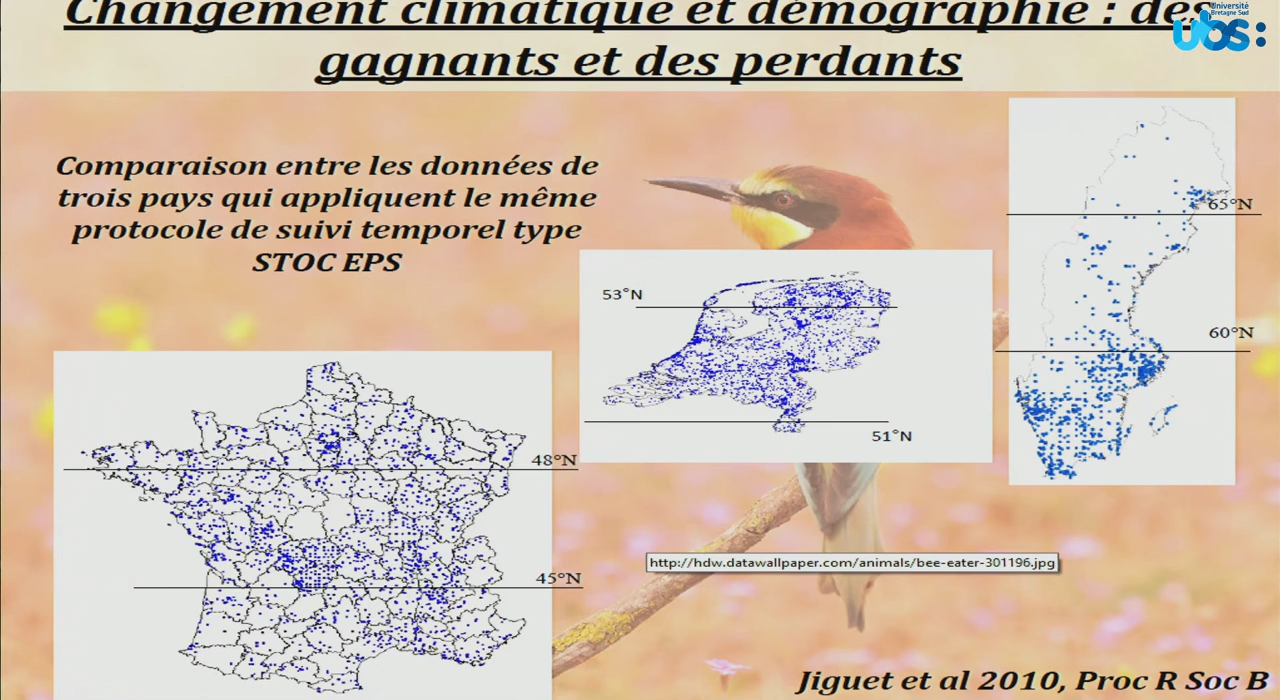 Changement climatique et démographie : des
gagnants et des perdants
Université
Bretagne Sud
ubs:
Comparaison entre les données de
trois pays qui appliquent le même
protocole de suivi temporel type
STOC EPS
65°N
60°N
53°N
51°N
48°N
45°N
http://hdw.datawallpaper.com/animals/bee-eater-301196.jpg
Jiguet et al 2010, Proc R Soc B